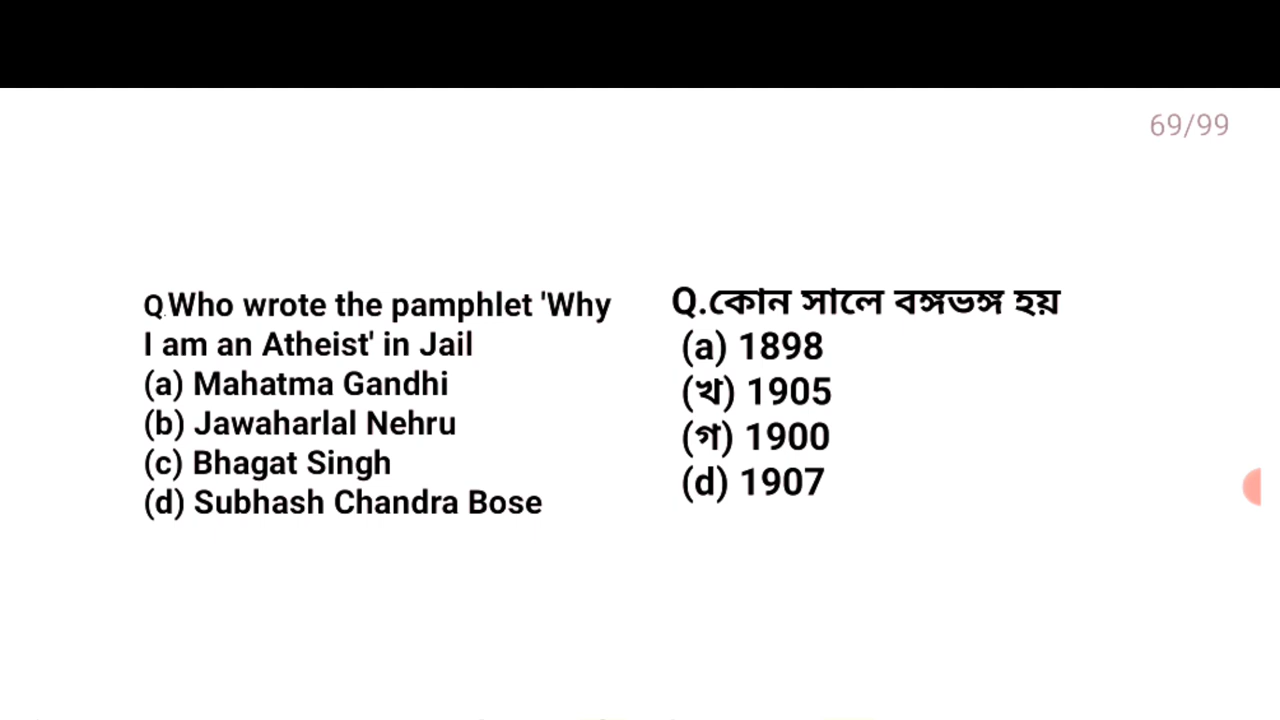 69/99
Q.Who wrote the pamphlet 'Why
I am an Atheist' in Jail
(a) Mahatma Gandhi
(b) Jawaharlal Nehru
(c) Bhagat Singh
(d) Subhash Chandra Bose
Q.কোন সালে বঙ্গভঙ্গ হয়
(a) 1898
(খ) 1905
(গ) 1900
(d) 1907